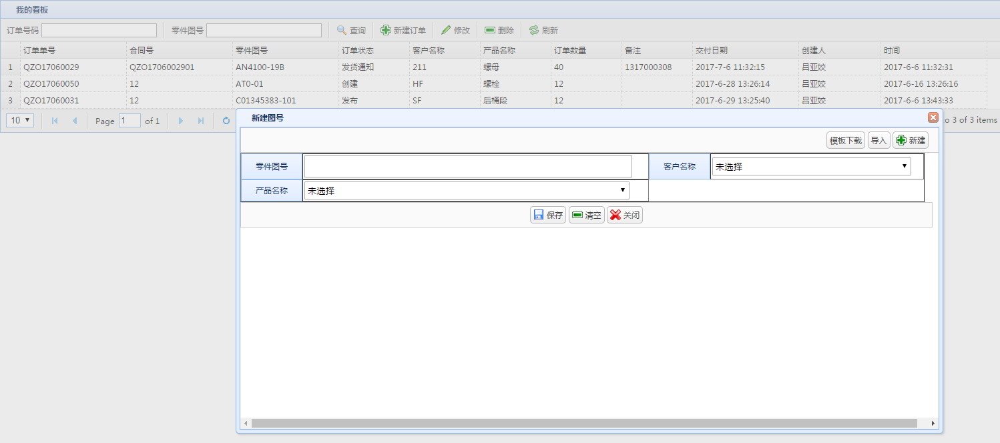 我的看板
订单号码 零件图号 查询 新建订单 修改 删除 刷新
订单单号 合同号 零件图号 订单状态 客户名称 产品名称 订单数量 备注 交付日期 创建人 时间
1 QZO17060029 QZO1706002901 AN4100-19B 发货通知 211 螺母 40 1317000308 2017-7-6 11:32:15 吕亚姣 2017-6-6 11:32:31
2 QZO17060050 12 AT0-01 创建 HF 螺栓 12 2017-6-28 13:26:14 吕亚姣 2017-6-16 13:26:16
3 QZO17060031 12 C01345383-101 发布 SF 后桶段 12 2017-6-29 13:25:40 吕亚姣 2017-6-6 13:43:33
10 Page 1 of 1 o 3 of 3 items
新建图号
模板下载 导入 新建
零件图号 客户名称 未选择
产品名称 未选择
保存 清空 关闭